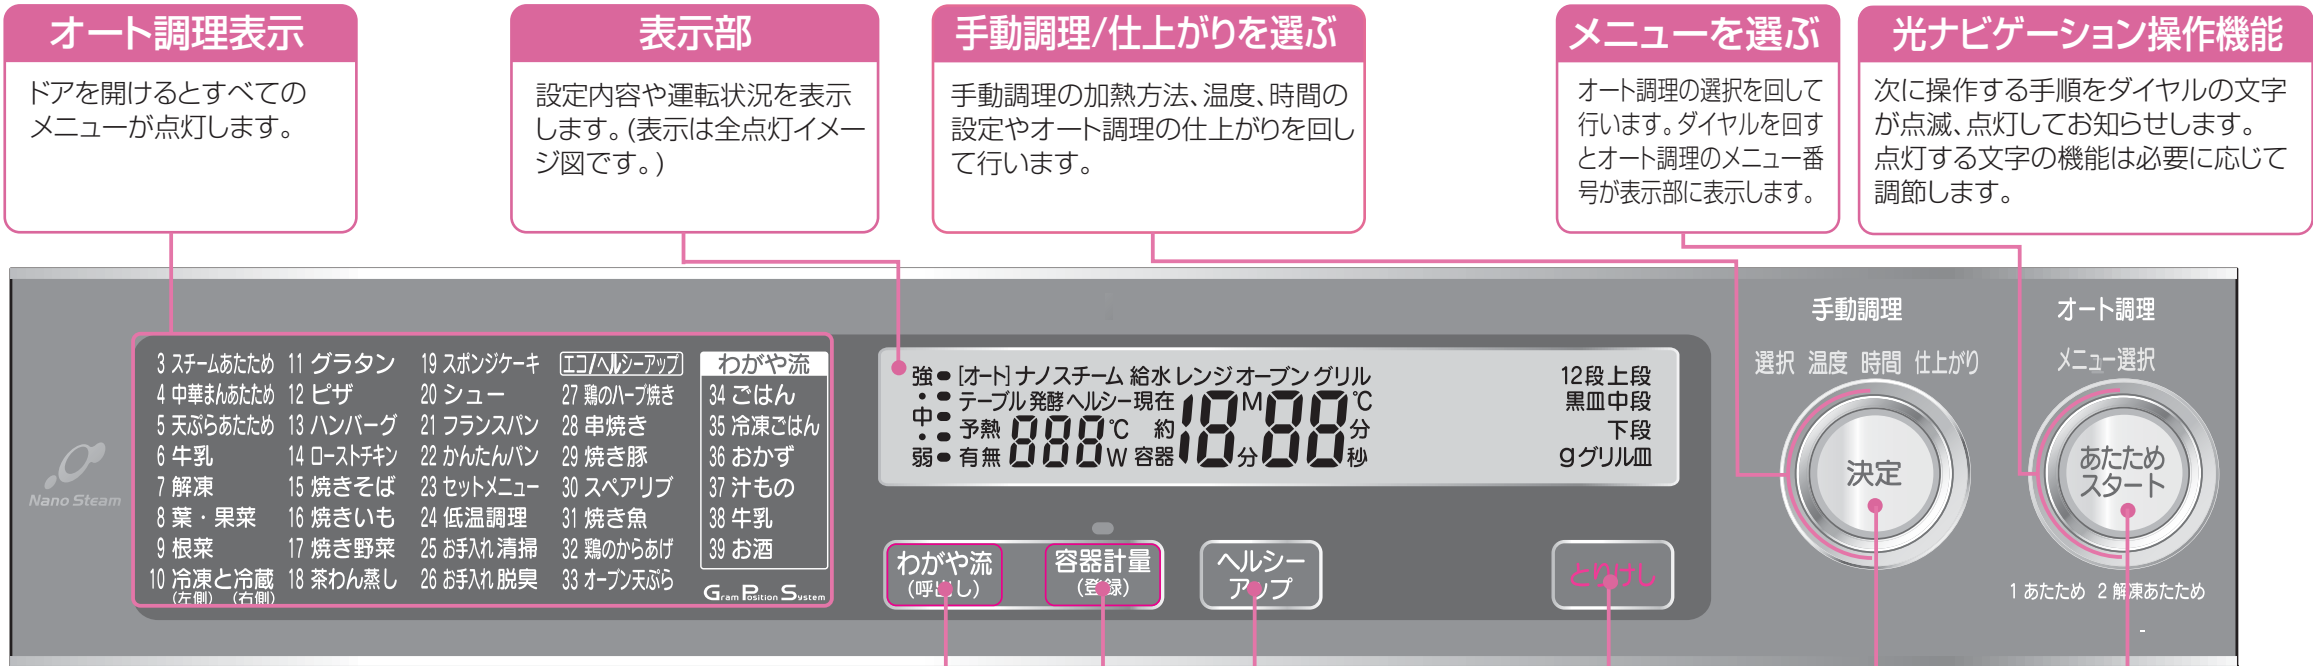 オート調理表示
ドアを開けるとすべての
メニューが点灯します。
表示部
設定内容や運転状況を表示
します。(表示は全点灯イメー
ジ図です。)
手動調理/仕上がりを選ぶ
手動調理の加熱方法、温度、時間の
設定やオート調理の仕上がりを回し
て行います。
メニューを選ぶ
オート調理の選択を回して
行います。ダイヤルを回す
とオート調理のメニュー番
号が表示部に表示します。
光ナビゲーション操作機能
次に操作する手順をダイヤルの文字
が点滅、点灯してお知らせします。
点灯する文字の機能は必要に応じて
調節します。
Nano Steam
3 スチームあたため
4 中華まんあたため
5 天ぷらあたため
6 牛乳
7 解凍
8 葉・果菜
9 根菜
10 冷凍と冷蔵
(左側) (右側)
11 グラタン
12 ピザ
13 ハンバーグ
14 ローストチキン
15 焼きそば
16 焼きいも
17 焼き野菜
18 茶わん蒸し
19 スポンジケーキ
20 シュー
21 フランスパン
22 かんたんパン
23 セットメニュー
24 低温調理
25 お手入れ 清掃
26 お手入れ 脱臭
エコ/ヘルシーアップ
27 鶏のハーブ焼き
28 串焼き
29 焼き豚
30 スペアリブ
31 焼き魚
32 鶏のからあげ
33 オーブン天ぷら
わがや流
34 ごはん
35 冷凍ごはん
36 おかず
37 汁もの
38 牛乳
39 お酒
Gram Position System
強 [オート] ナノスチーム 給水 レンジ オーブン グリル 12段上段
テーブル 発酵 ヘルシー 現在 18 M 88 ℃ 黒皿中段
中 予熱 888 ℃ 約 分 下段
弱 有無 W 容器 分 秒 gグリル皿
わがや流
(呼出し)
容器計量
(登録)
ヘルシー
アップ
とりけし
手動調理
選択 温度 時間 仕上がり
決定
オート調理
メニュー選択
あたため
スタート
1 あたため 2 解凍あたため